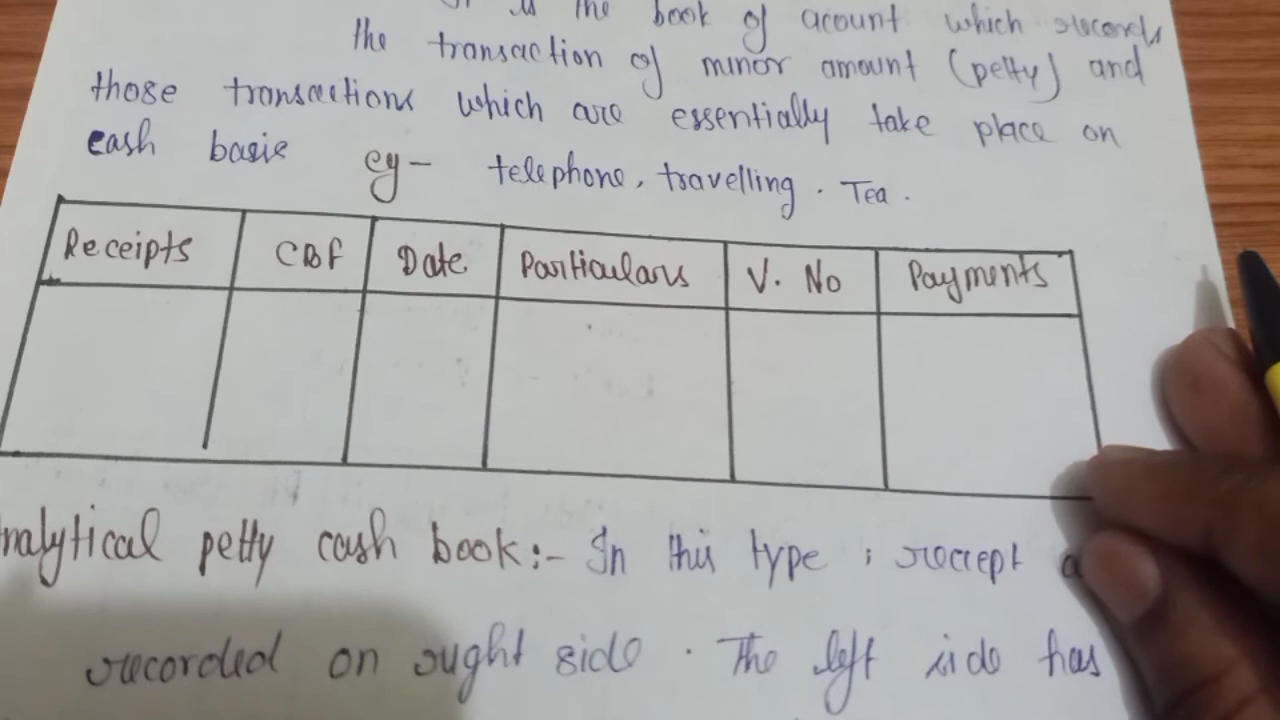 is the book of acount which records
the transaction of minor amount (petty) and
those transactions which are essentially take place on
cash basis eg- telephone, travelling. Tea.
Receipts CBF Date Particulars V. No Payments
nalytical petty cash book:- In this type, recept
recorded on right side. The left side has